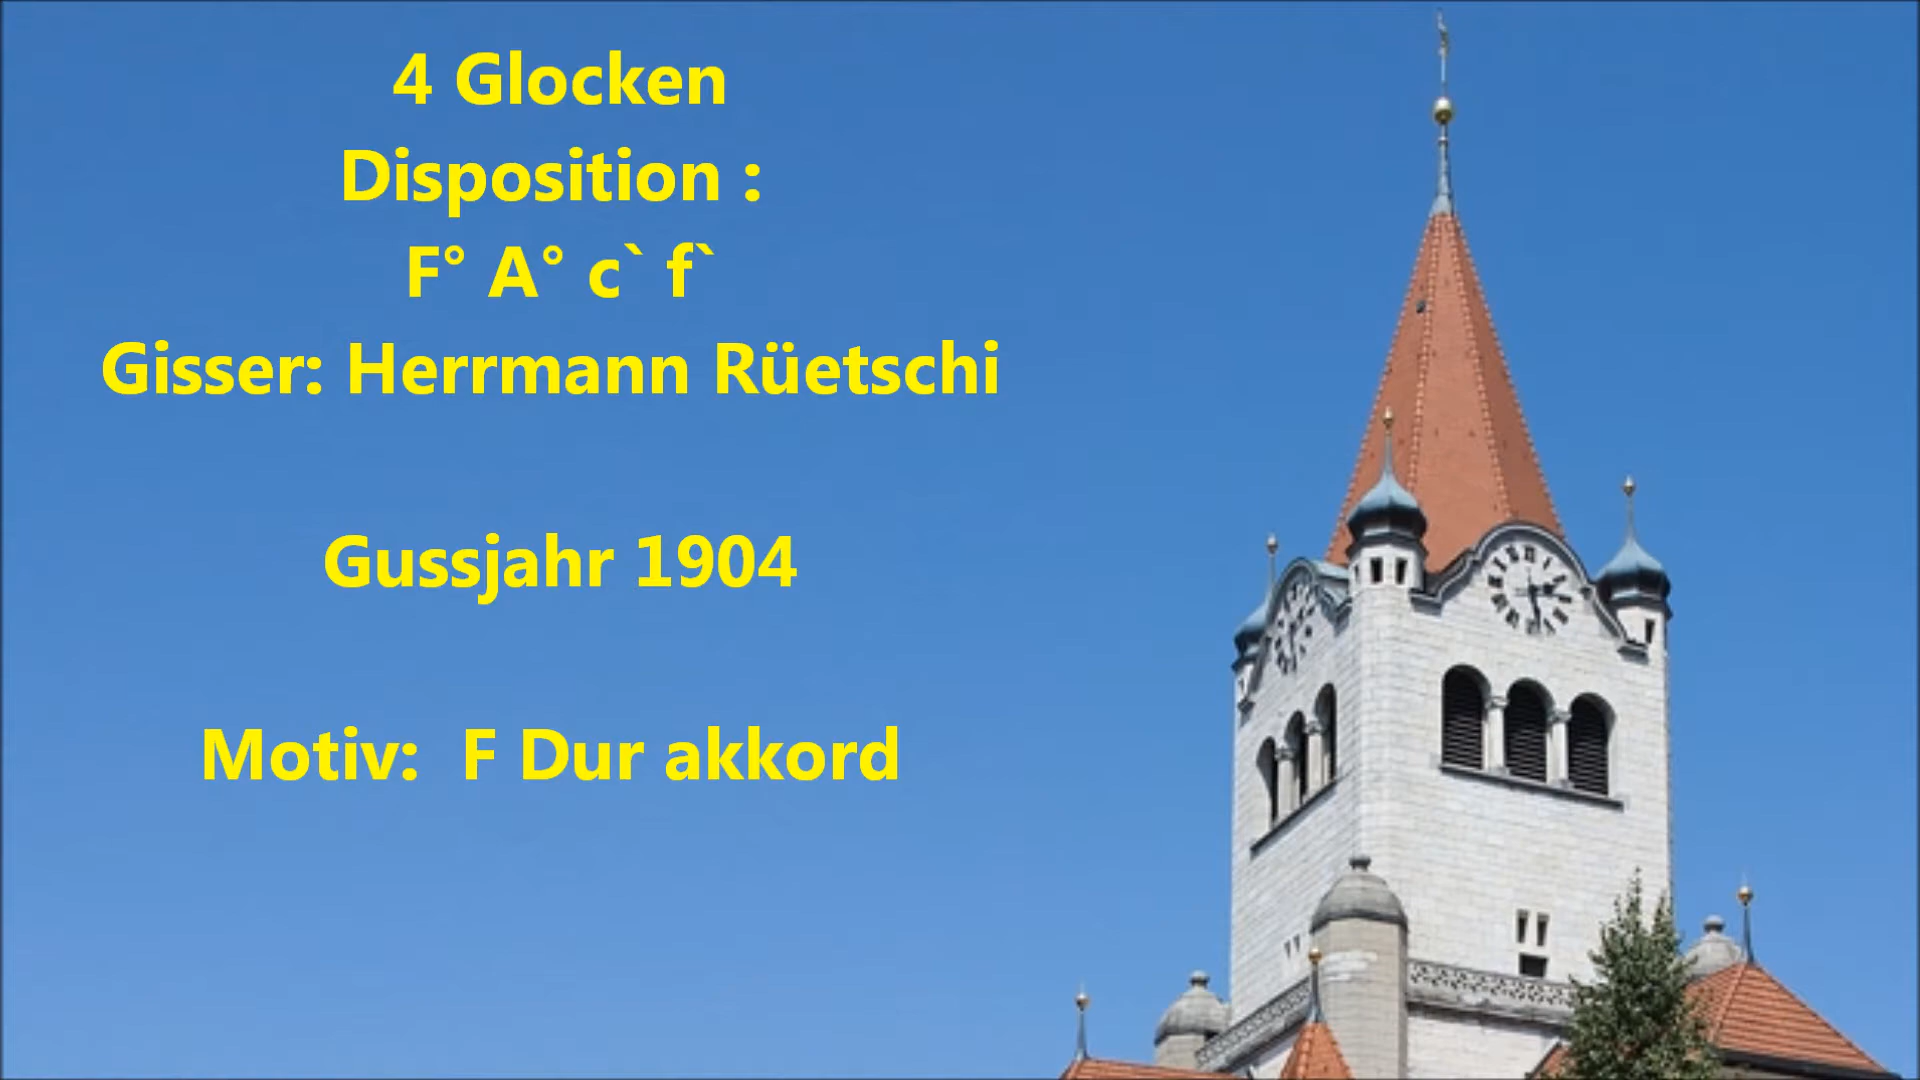 4 Glocken
Disposition :
F° A° c` f`
Gisser: Herrmann Rüetschi
Gussjahr 1904
Motiv:  F Dur akkord